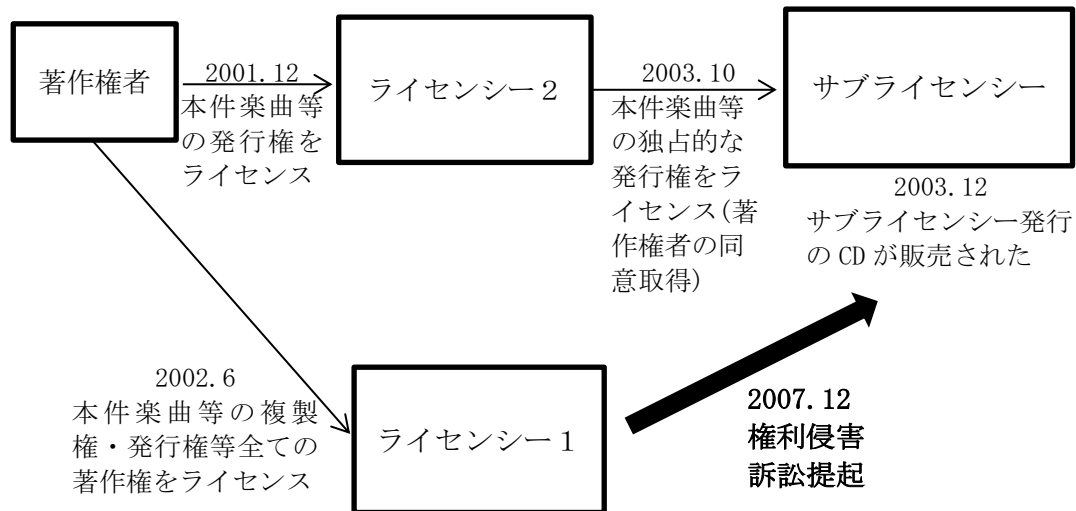 著作権者
2001.12
本件楽曲等
の発行権を
ライセンス
ライセンシー２
2003.10
本件楽曲等
の独占的な
発行権をラ
イセンス(著
作権者の同
意取得)
サブライセンシー
2003.12
サブライセンシー発行
の CD が販売された
2002.6
本件楽曲等の複製
権・発行権等全ての
著作権をライセンス
ライセンシー１
2007.12
権利侵害
訴訟提起